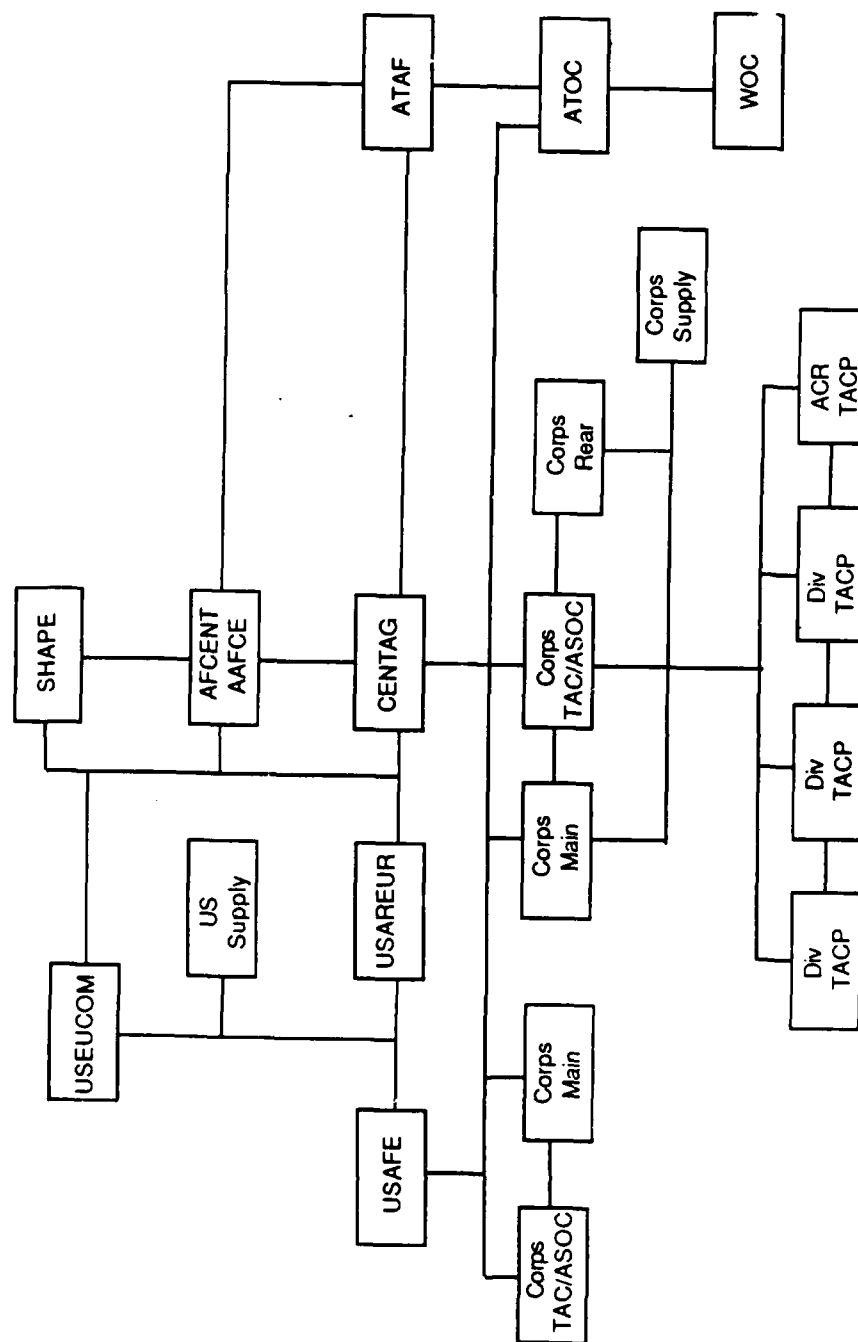 SHAPE
USEUCOM
US
Supply
AFCENT
AAFCE
USAFE
USAREUR
CENTAG
ATAF
Corps
TAC/ASOC
Corps
Main
Corps
Main
Corps
TAC/ASOC
Corps
Rear
ATOC
Corps
Supply
WOC
Div
TACP
Div
TACP
Div
TACP
ACR
TACP